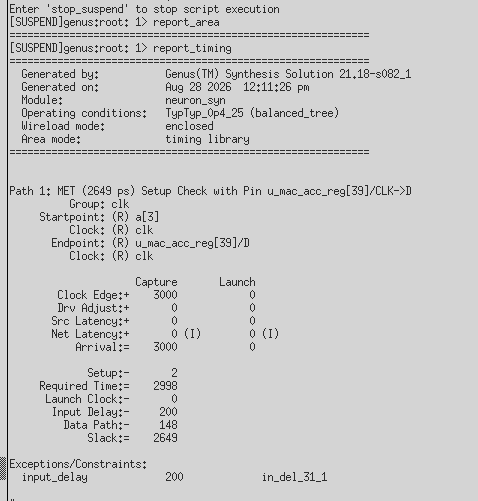 Enter 'stop_suspend' to stop script execution
[SUSPEND]genus:root: 1> report_area
============================================================
[SUSPEND]genus:root: 1> report_timing
============================================================
Generated by: Genus(TM) Synthesis Solution 21.18-s082_1
Generated on: Aug 28 2026 12:11:26 pm
Module: neuron_syn
Operating conditions: TypTyp_0p4_25 (balanced_tree)
Wireload mode: enclosed
Area mode: timing library
============================================================
Path 1: MET (2649 ps) Setup Check with Pin u_mac_acc_reg[39]/CLK->D
Group: clk
Startpoint: (R) a[3]
Clock: (R) clk
Endpoint: (R) u_mac_acc_reg[39]/D
Clock: (R) clk
Capture Launch
Clock Edge:+ 3000 0
Drv Adjust:+ 0 0
Src Latency:+ 0 0
Net Latency:+ 0 (I) 0 (I)
Arrival:= 3000 0
Setup:- 2
Required Time:= 2998
Launch Clock:- 0
Input Delay:- 200
Data Path:- 148
Slack:= 2649
Exceptions/Constraints:
input_delay 200 in_del_31_1